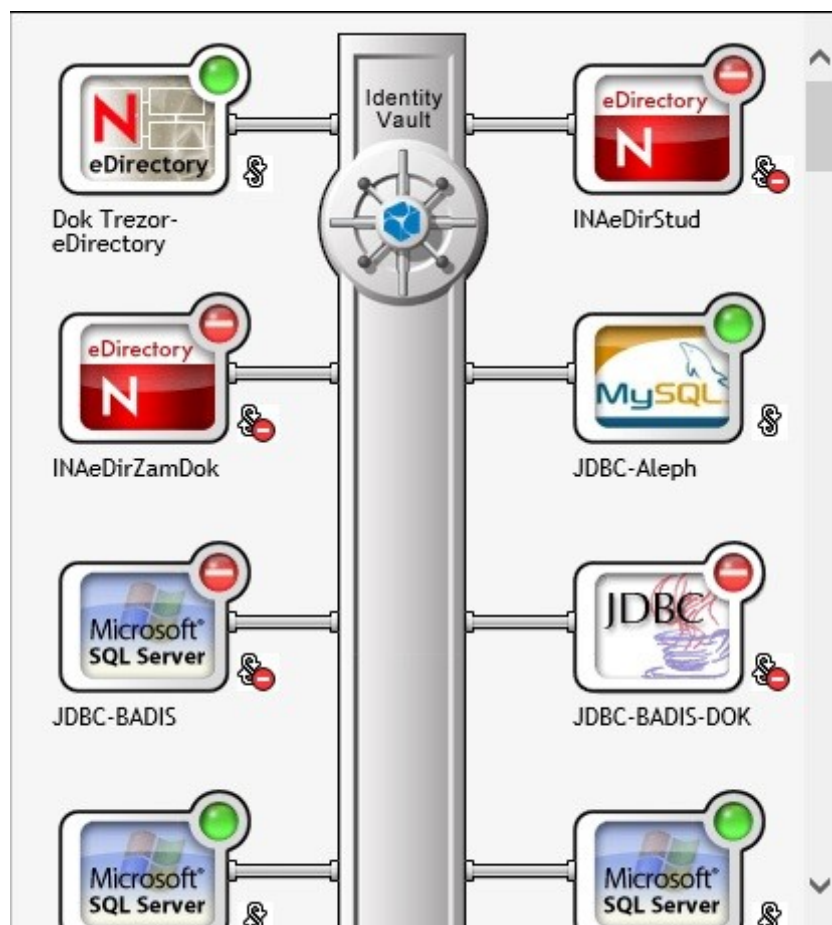 Identity
Vault
N
eDirectory
Dok Trezor-
eDirectory
eDirectory
N
INAeDirStud
eDirectory
N
INAeDirZamDok
MySQL
JDBC-Aleph
Microsoft®
SQL Server
JDBC-BADIS
JDBC
JDBC-BADIS-DOK
Microsoft®
SQL Server
Microsoft®
SQL Server